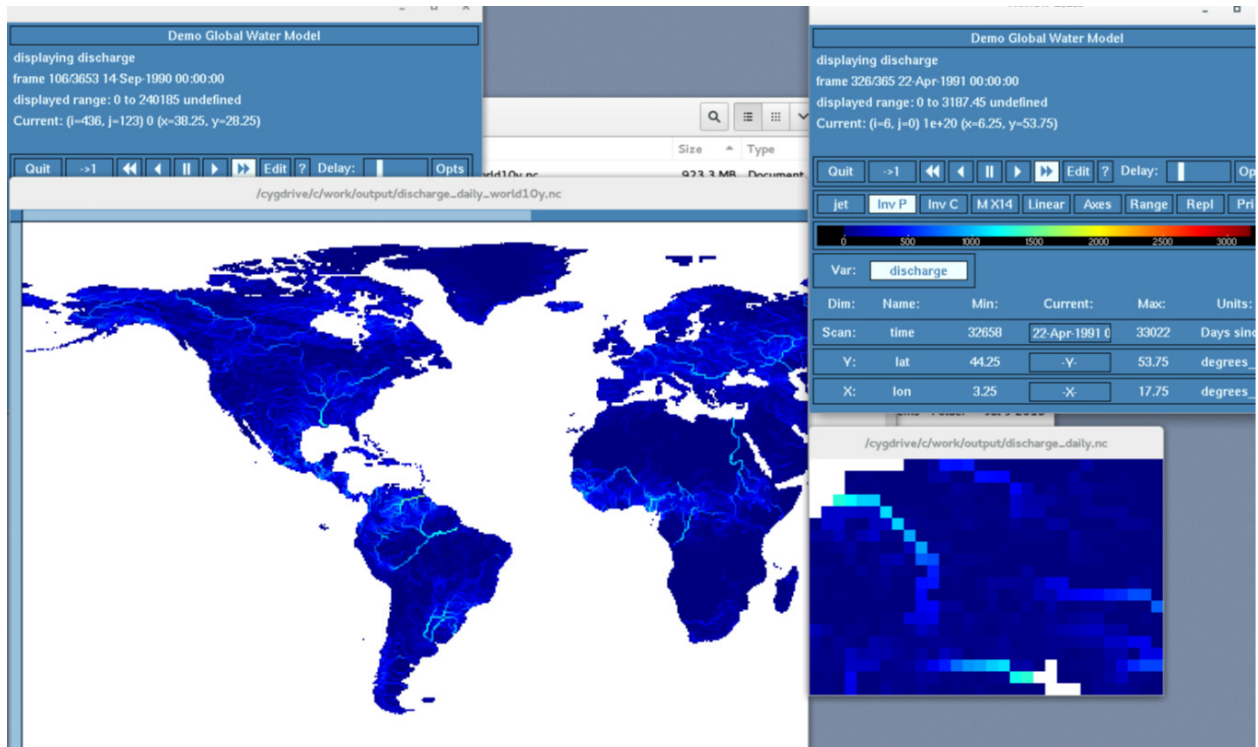 Demo Global Water Model
displaying discharge
frame 106/3653 14-Sep-1990 00:00:00
displayed range: 0 to 240185 undefined
Current: (i=436, j=123) 0 (x=38.25, y=28.25)
Quit ->1 Edit ? Delay: Opts
Size Type
923.3 MB Document
/cygdrive/c/work/output/discharge_daily_world10y.nc
Demo Global Water Model
displaying discharge
frame 326/365 22-Apr-1991 00:00:00
displayed range: 0 to 3187.45 undefined
Current: (i=6, j=0) 1e+20 (x=6.25, y=53.75)
Quit ->1 Edit ? Delay: Op
jet Inv P Inv C M X14 Linear Axes Range Repl Pri
0 500 1000 1500 2000 2500 3000
Var: discharge
Dim: Name: Min: Current: Max: Units:
Scan: time 32658 22-Apr-1991 0 33022 Days sinc
Y: lat 44.25 -Y- 53.75 degrees_
X: lon 3.25 -X- 17.75 degrees_
/cygdrive/c/work/output/discharge_daily.nc